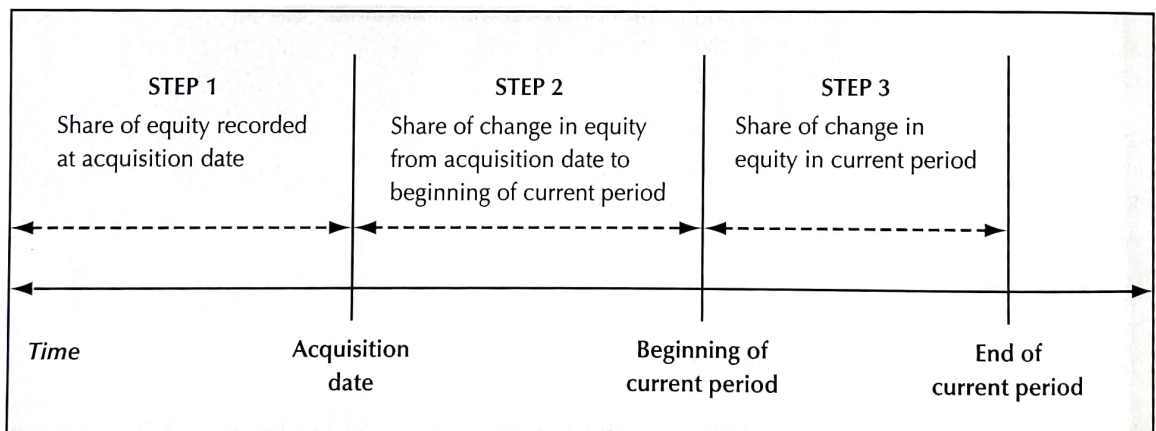 STEP 1
Share of equity recorded
at acquisition date
STEP 2
Share of change in equity
from acquisition date to
beginning of current period
STEP 3
Share of change in
equity in current period
Time
Acquisition
date
Beginning of
current period
End of
current period